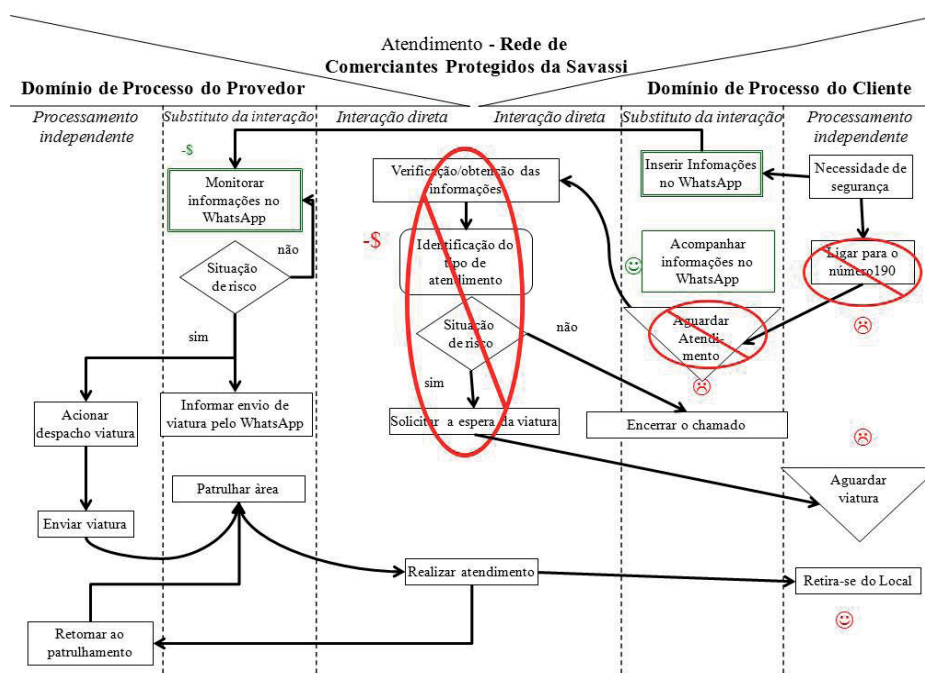 Atendimento - Rede de
Comerciantes Protegidos da Savassi
Domínio de Processo do Provedor
Domínio de Processo do Cliente
Processamento
independente
Substituto da interação
Interação direta
Interação direta
Substituto da interação
Processamento
independente
-$
Monitorar
informações no
WhatsApp
Verificação/obtenção das
informações
Inserir Infomações
no WhatsApp
Necessidade de
segurança
não
Situação
de risco
-$
Identificação do
tipo de
atendimento
Acompanhar
informações no
WhatsApp
Ligar para o
número190
sim
Situação
de risco
não
Aguardar
Atendi-
mento
sim
Acionar
despacho viatura
Informar envio de
viatura pelo WhatsApp
Solicitar a espera da viatura
Encerrar o chamado
Patrulhar área
Aguardar
viatura
Enviar viatura
Realizar atendimento
Retira-se do Local
Retornar ao
patrulhamento